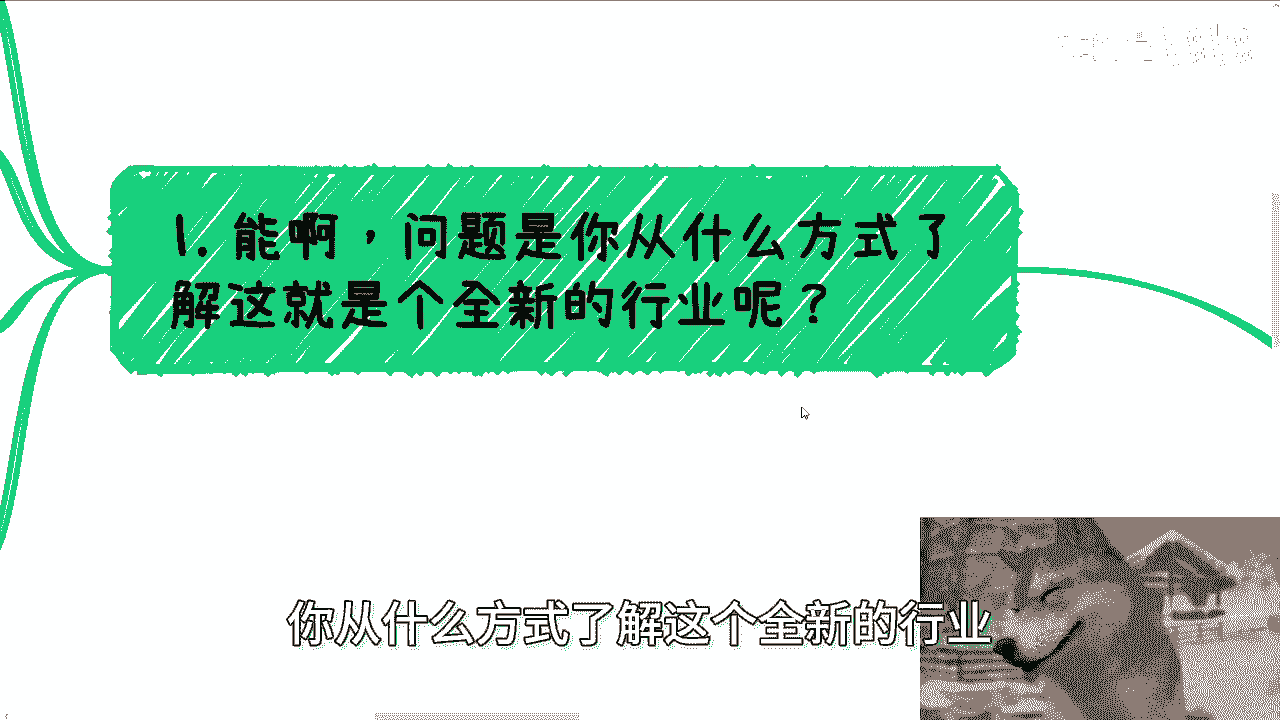 1. 能啊，问题是你从什么方式了
解这就是个全新的行业呢？
你从什么方式了解这个全新的行业